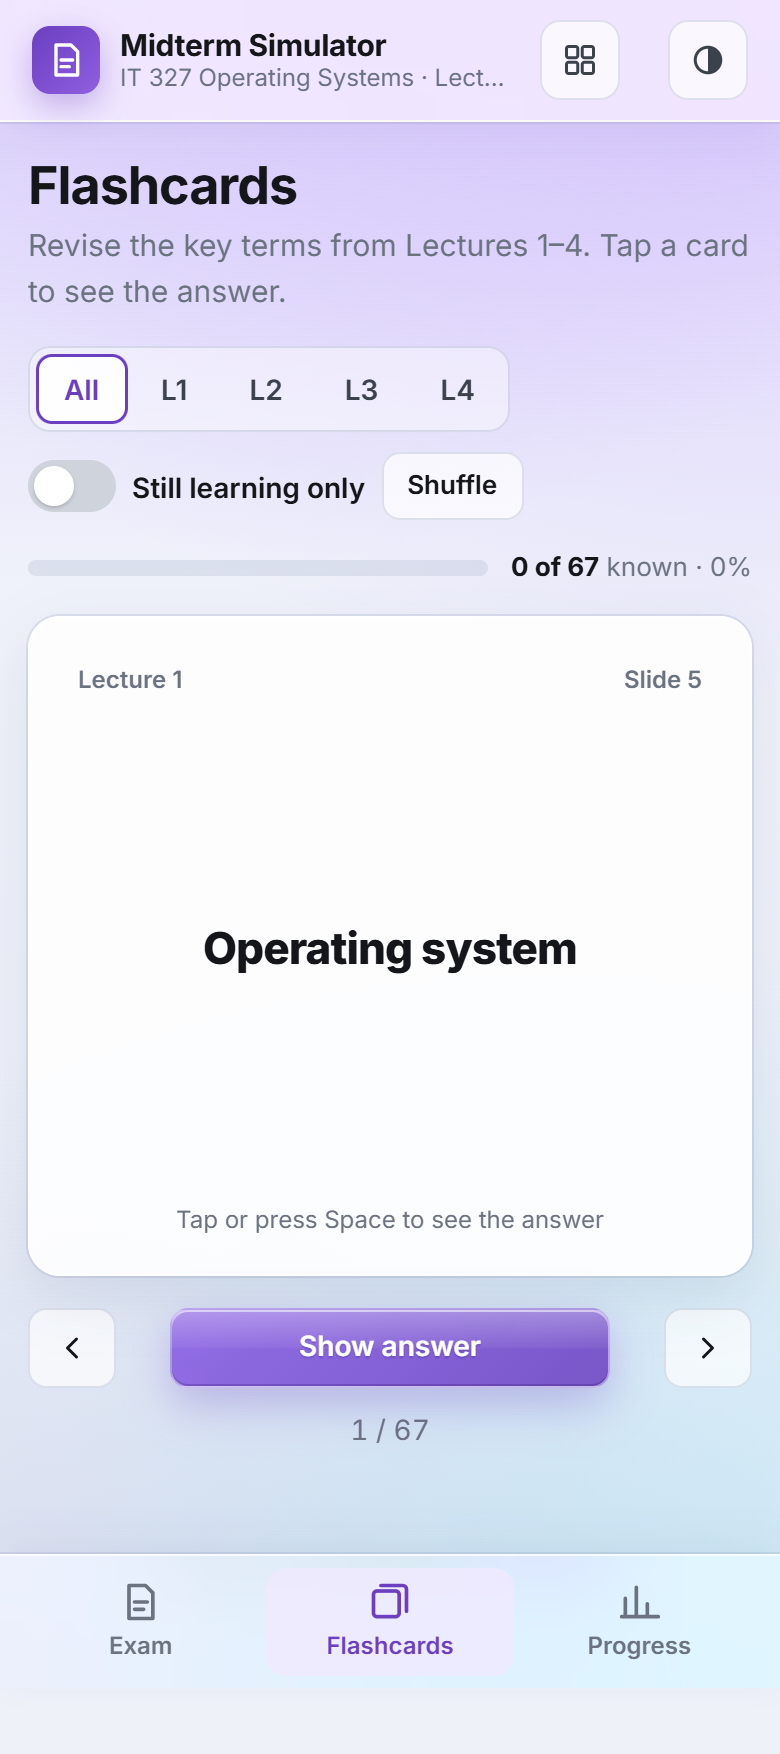 Midterm Simulator
IT 327 Operating Systems · Lect...
Flashcards
Revise the key terms from Lectures 1–4. Tap a card
to see the answer.
All L1 L2 L3 L4
Still learning only Shuffle
0 of 67 known · 0%
Lecture 1 Slide 5
Operating system
Tap or press Space to see the answer
Show answer
1 / 67
Exam Flashcards Progress